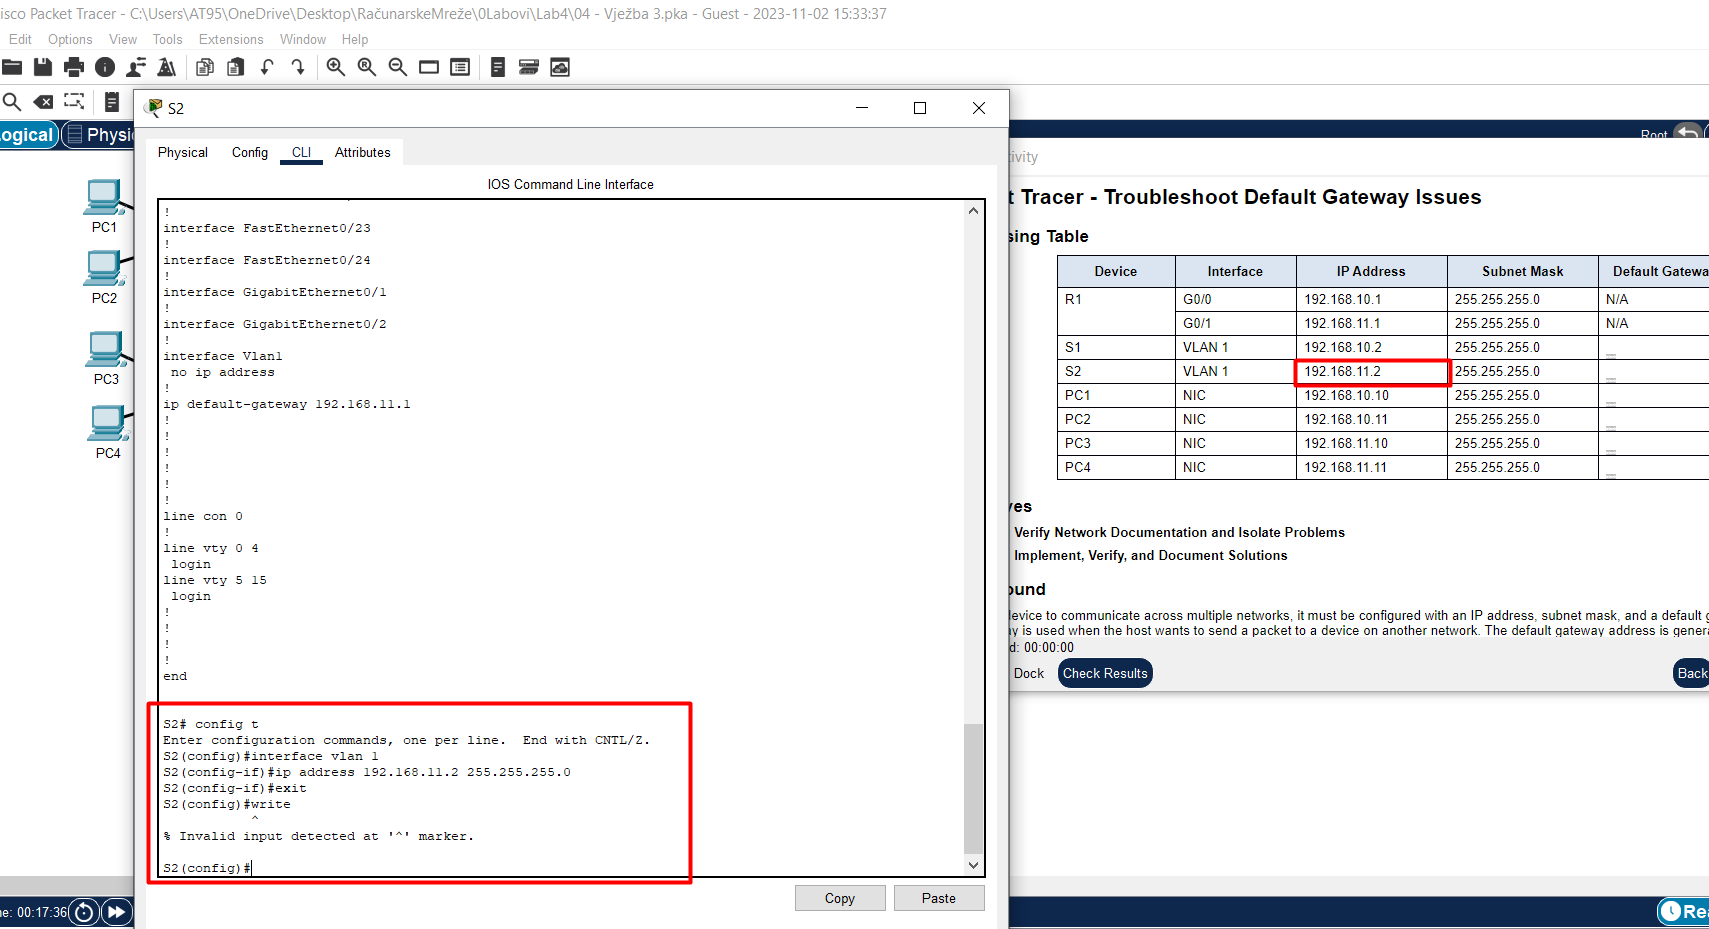 isco Packet Tracer - C:\Users\AT95\OneDrive\Desktop\RačunarskeMreže\0Labovi\Lab4\04 - Vježba 3.pka - Guest - 2023-11-02 15:33:37
Edit Options View Tools Extensions Window Help
ogical
Physi
Root
PC1
PC2
PC3
PC4
S2
Physical Config CLI Attributes
IOS Command Line Interface
!
interface FastEthernet0/23
!
interface FastEthernet0/24
!
interface GigabitEthernet0/1
!
interface GigabitEthernet0/2
!
interface Vlan1
no ip address
!
ip default-gateway 192.168.11.1
!
!
!
!
!
!
line con 0
!
line vty 0 4
login
line vty 5 15
login
!
!
!
!
end
S2# config t
Enter configuration commands, one per line. End with CNTL/Z.
S2(config)#interface vlan 1
S2(config-if)#ip address 192.168.11.2 255.255.255.0
S2(config-if)#exit
S2(config)#write
^
% Invalid input detected at '^' marker.
S2(config)#
Copy Paste
ivity
t Tracer - Troubleshoot Default Gateway Issues
sing Table
Device Interface IP Address Subnet Mask Default Gatewa
R1 G0/0 192.168.10.1 255.255.255.0 N/A
G0/1 192.168.11.1 255.255.255.0 N/A
S1 VLAN 1 192.168.10.2 255.255.255.0
S2 VLAN 1 192.168.11.2 255.255.255.0
PC1 NIC 192.168.10.10 255.255.255.0
PC2 NIC 192.168.10.11 255.255.255.0
PC3 NIC 192.168.11.10 255.255.255.0
PC4 NIC 192.168.11.11 255.255.255.0
ves
Verify Network Documentation and Isolate Problems
Implement, Verify, and Document Solutions
ound
levice to communicate across multiple networks, it must be configured with an IP address, subnet mask, and a default g
ay is used when the host wants to send a packet to a device on another network. The default gateway address is genera
d: 00:00:00
Dock Check Results Back
ne: 00:17:36
Rea